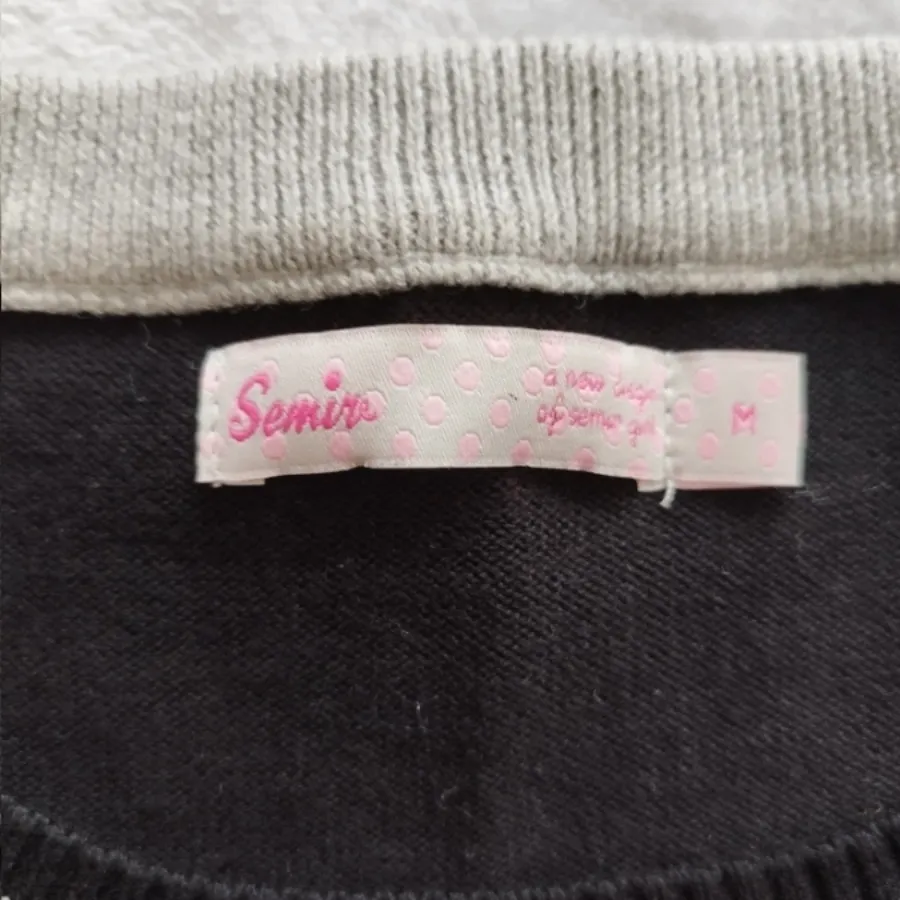 Semir
a new
of semir
M